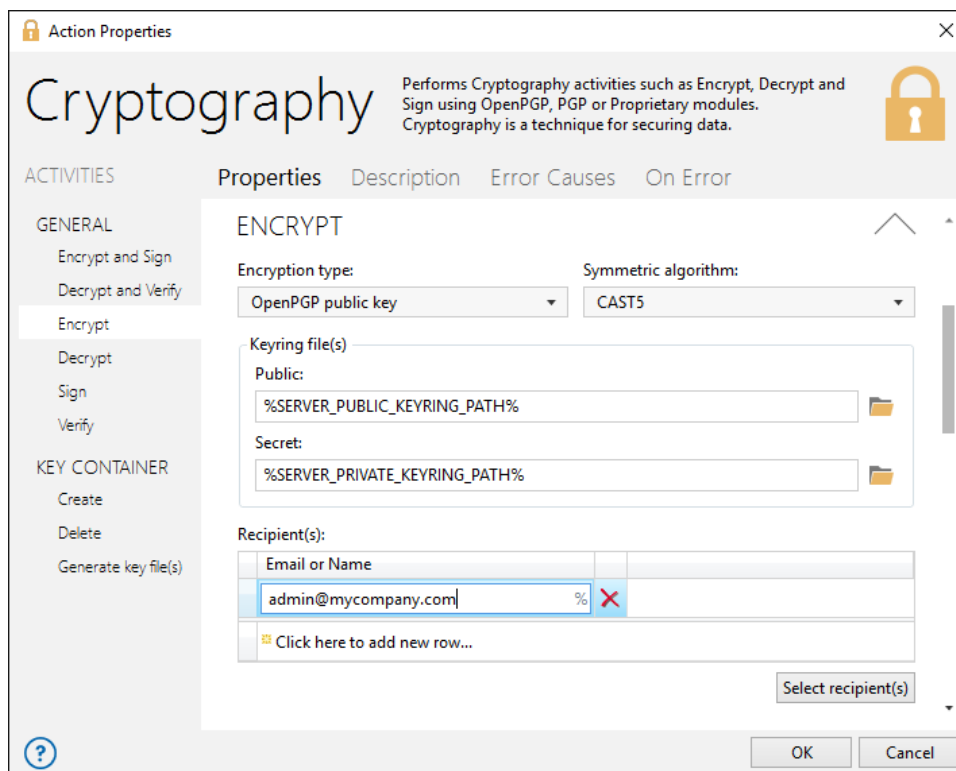 Action Properties
Cryptography
Performs Cryptography activities such as Encrypt, Decrypt and
Sign using OpenPGP, PGP or Proprietary modules.
Cryptography is a technique for securing data.
ACTIVITIES
Properties Description Error Causes On Error
GENERAL
Encrypt and Sign
Decrypt and Verify
Encrypt
Decrypt
Sign
Verify
KEY CONTAINER
Create
Delete
Generate key file(s)
ENCRYPT
Encryption type: Symmetric algorithm:
OpenPGP public key CAST5
Keyring file(s)
Public:
%SERVER_PUBLIC_KEYRING_PATH%
Secret:
%SERVER_PRIVATE_KEYRING_PATH%
Recipient(s):
Email or Name
admin@mycompany.com %
Click here to add new row...
Select recipient(s)
?
OK Cancel